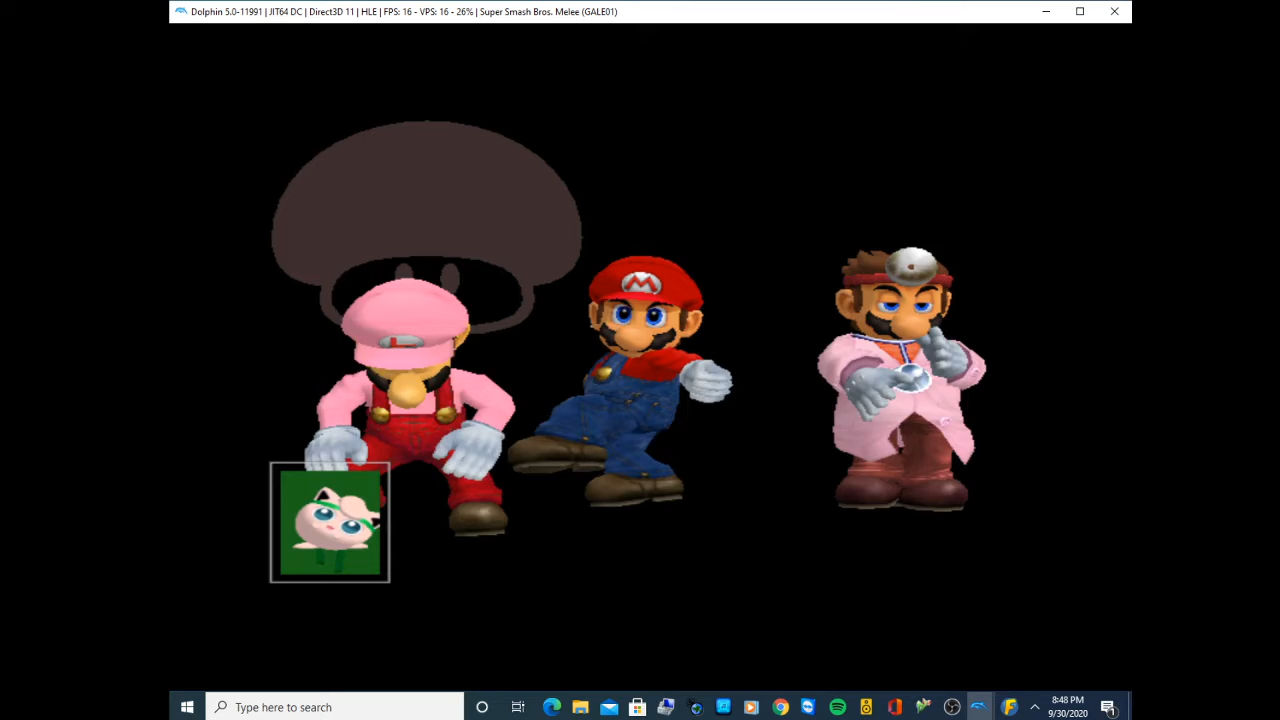 Dolphin 5.0-11991 | JIT64 DC | Direct3D 11 | HLE | FPS: 16 - VPS: 16 - 26% | Super Smash Bros. Melee (GALE01)
L
M
Type here to search
8:48 PM
9/30/2020
1